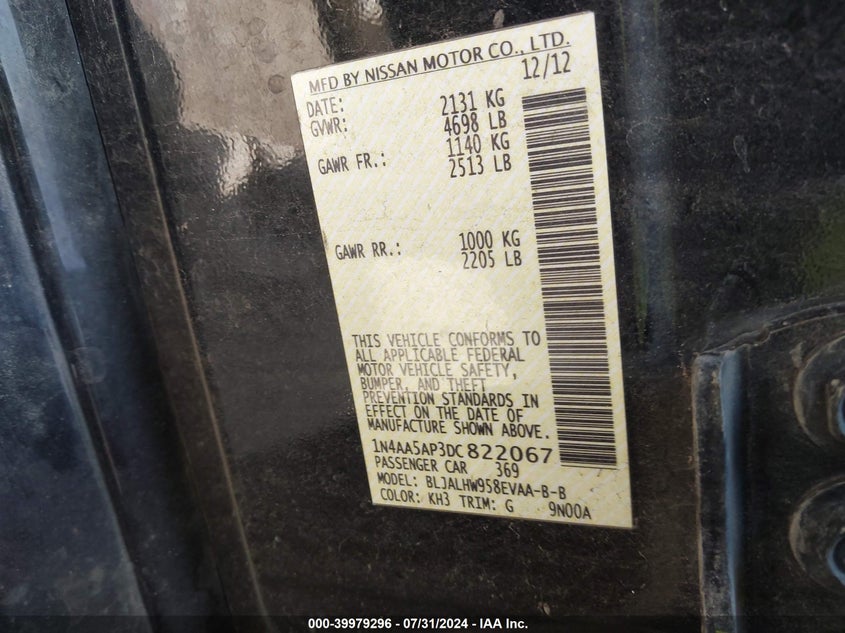 MFD BY NISSAN MOTOR CO., LTD.
DATE: 12/12
GVWR: 2131 KG
4698 LB
GAWR FR.: 1140 KG
2513 LB
GAWR RR.: 1000 KG
2205 LB
THIS VEHICLE CONFORMS TO
ALL APPLICABLE FEDERAL
MOTOR VEHICLE SAFETY,
BUMPER, AND THEFT
PREVENTION STANDARDS IN
EFFECT ON THE DATE OF
MANUFACTURE SHOWN ABOVE.
1N4AA5AP3DC822067
PASSENGER CAR 369
MODEL: BLJALHW958EVAA-B-B
COLOR: KH3 TRIM: G 9N00A
000-39979296 - 07/31/2024 - IAA Inc.